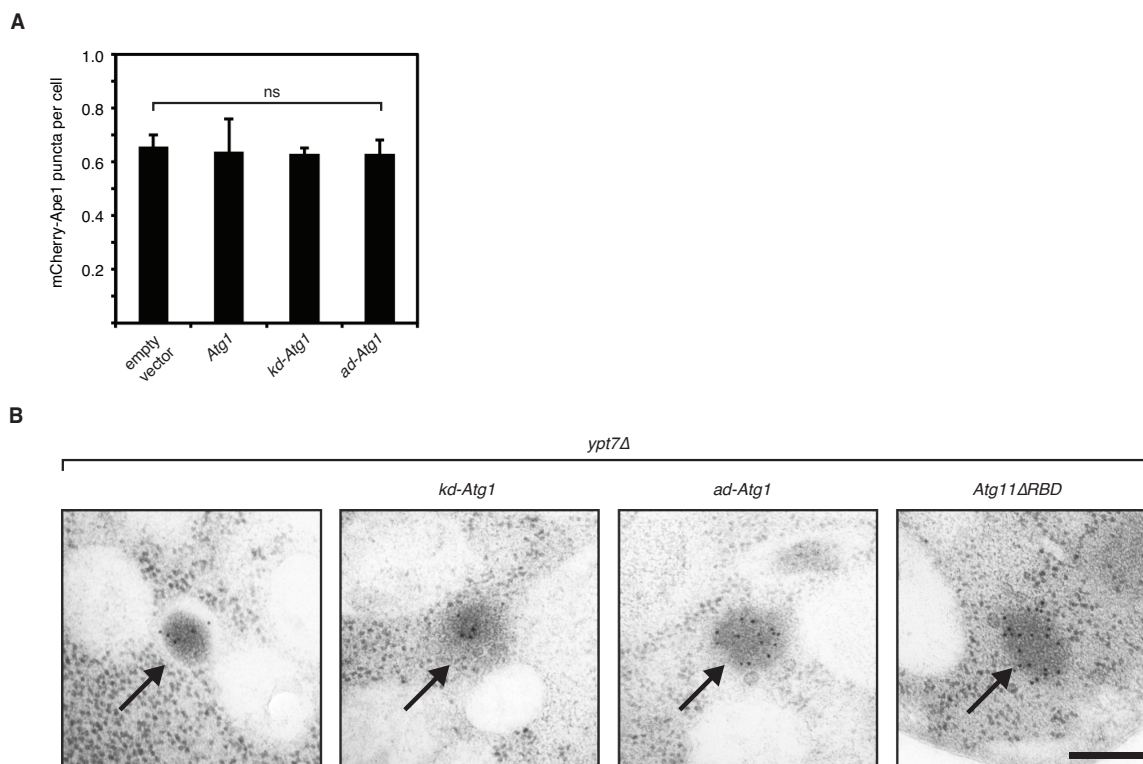 A
mCherry-Ape1 puncta per cell
1.0
0.8
0.6
0.4
0.2
ns
empty
vector
Atg1
kd-Atg1
ad-Atg1
B
ypt7Δ
kd-Atg1
ad-Atg1
Atg11ΔRBD